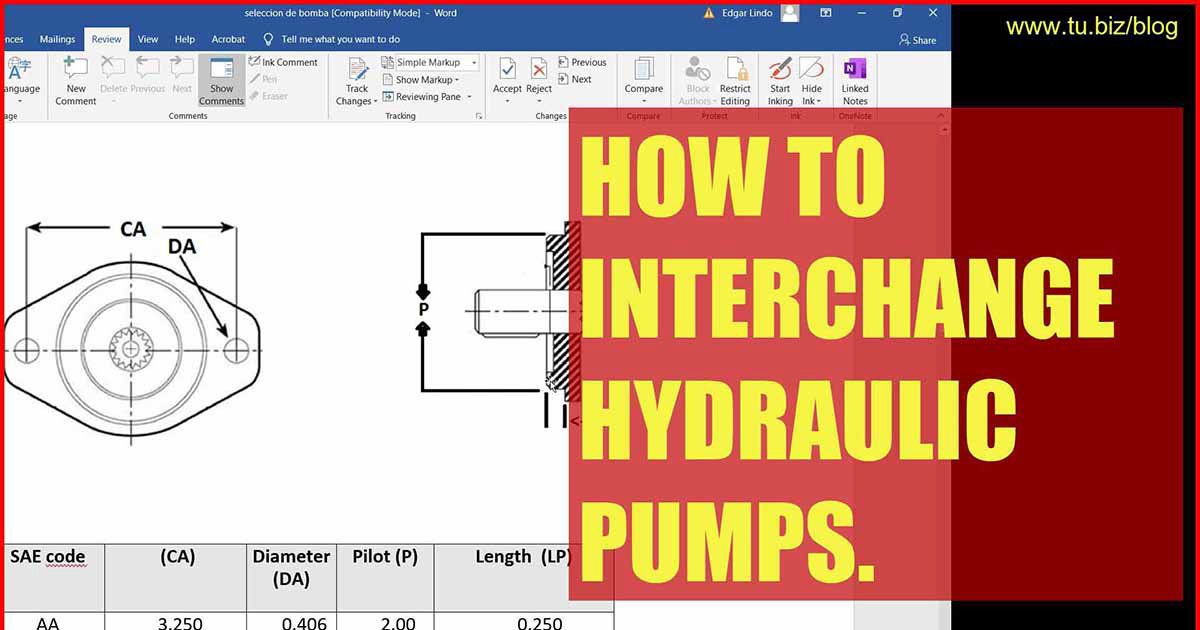 seleccion de bomba [Compatibility Mode] - Word
Edgar Lindo
www.tu.biz/blog
Mailings
Review
View
Help
Acrobat
Tell me what you want to do
Share
New Comment
Delete
Previous
Next
Show Comments
Ink Comment
Pen
Eraser
Comments
Track Changes
Simple Markup
Show Markup
Reviewing Pane
Tracking
Accept
Reject
Previous
Next
Changes
Compare
Compare
Block Authors
Restrict Editing
Protect
Start Inking
Hide Ink
Ink
Linked Notes
OneNote
HOW TO
INTERCHANGE
HYDRAULIC
PUMPS.
CA
DA
P
SAE code
(CA)
Diameter
(DA)
Pilot (P)
Length (LP)
AA
3.250
0.406
2.00
0.250